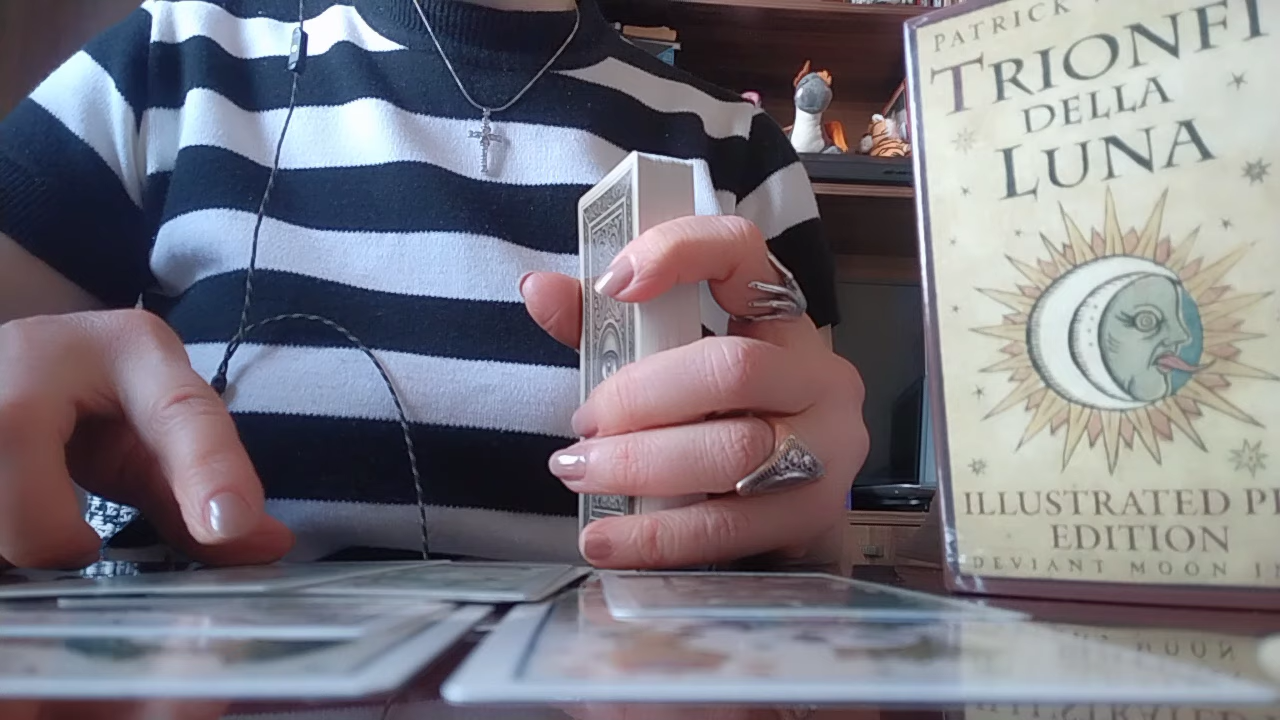 PATRICK
TRIONFI
DELLA
LUNA
ILLUSTRATED
EDITION
DEVIANT MOON